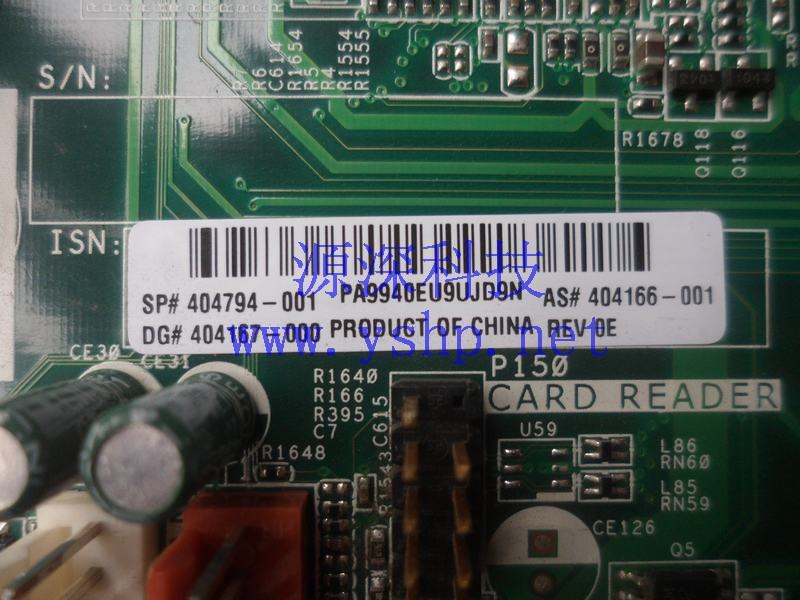 S/N:
R7
R6
C614
R1654
R5
R4
R1554
R1555
R1678
Q118
Q116
ISN:
源深科技
SP# 404794-001 PA9940EU9UJD9N AS# 404166-001
DG# 404167-000 PRODUCT OF CHINA REV 0E
www.yshp.net
CE30 CE31
P150
CARD READER
R1640
R166
R395
C7
C615
R1543
R1648
U59
L86
RN60
L85
RN59
CE126
Q5